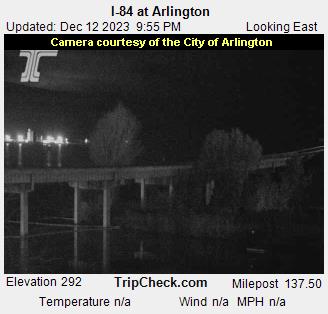 I-84 at Arlington
Updated: Dec 12 2023 9:55 PM Looking East
Camera courtesy of the City of Arlington
Elevation 292 TripCheck.com Milepost 137.50
Temperature n/a Wind n/a MPH n/a